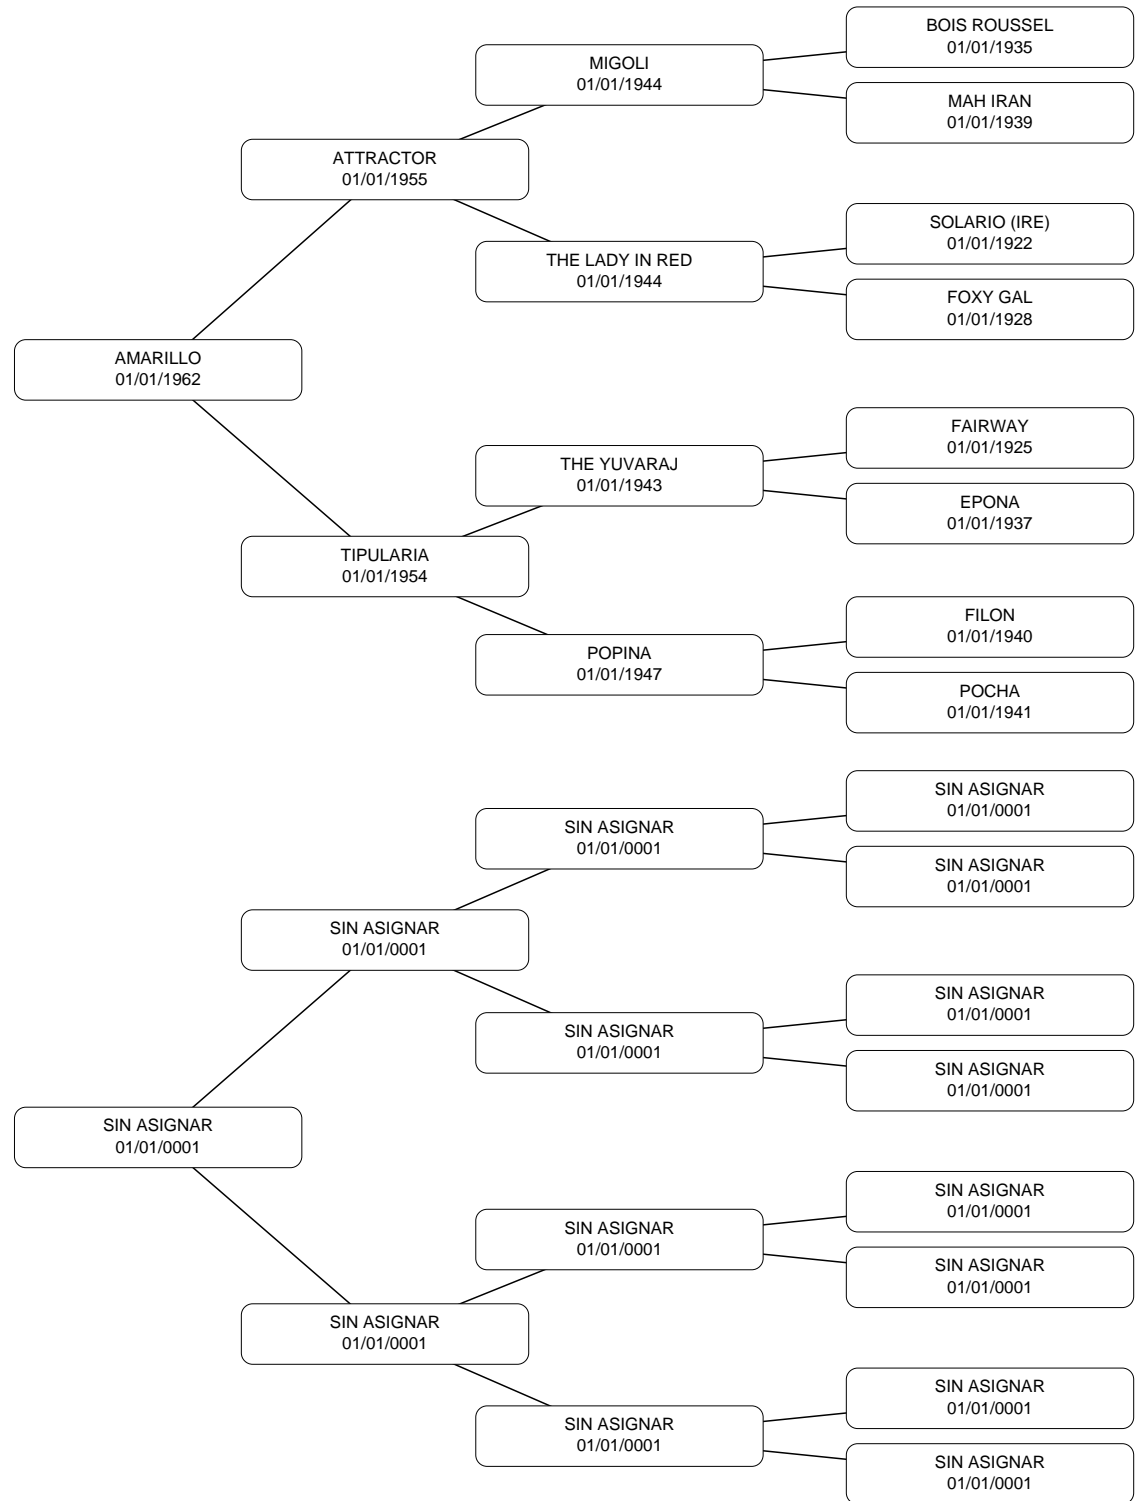 BOIS ROUSSEL
01/01/1935
MIGOLI
01/01/1944
MAH IRAN
01/01/1939
ATTRACTOR
01/01/1955
SOLARIO (IRE)
01/01/1922
THE LADY IN RED
01/01/1944
FOXY GAL
01/01/1928
AMARILLO
01/01/1962
FAIRWAY
01/01/1925
THE YUVARAJ
01/01/1943
EPONA
01/01/1937
TIPULARIA
01/01/1954
FILON
01/01/1940
POPINA
01/01/1947
POCHA
01/01/1941
SIN ASIGNAR
01/01/0001
SIN ASIGNAR
01/01/0001
SIN ASIGNAR
01/01/0001
SIN ASIGNAR
01/01/0001
SIN ASIGNAR
01/01/0001
SIN ASIGNAR
01/01/0001
SIN ASIGNAR
01/01/0001
SIN ASIGNAR
01/01/0001
SIN ASIGNAR
01/01/0001
SIN ASIGNAR
01/01/0001
SIN ASIGNAR
01/01/0001
SIN ASIGNAR
01/01/0001
SIN ASIGNAR
01/01/0001
SIN ASIGNAR
01/01/0001
SIN ASIGNAR
01/01/0001